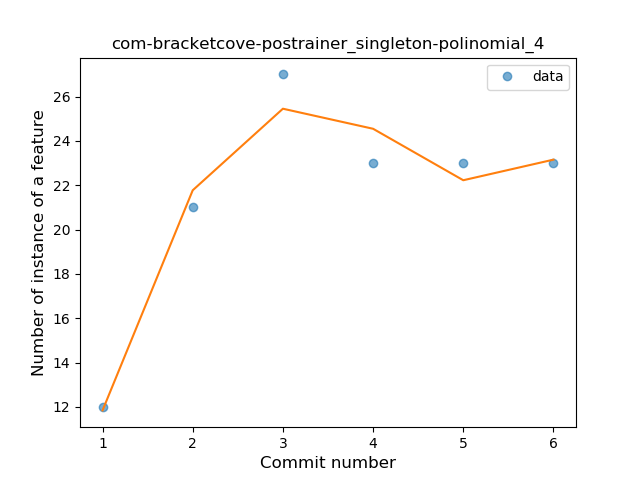 com-bracketcove-postrainer_singleton-polinomial_4
data
Number of instance of a feature
26
24
22
20
18
16
14
12
1 2 3 4 5 6
Commit number